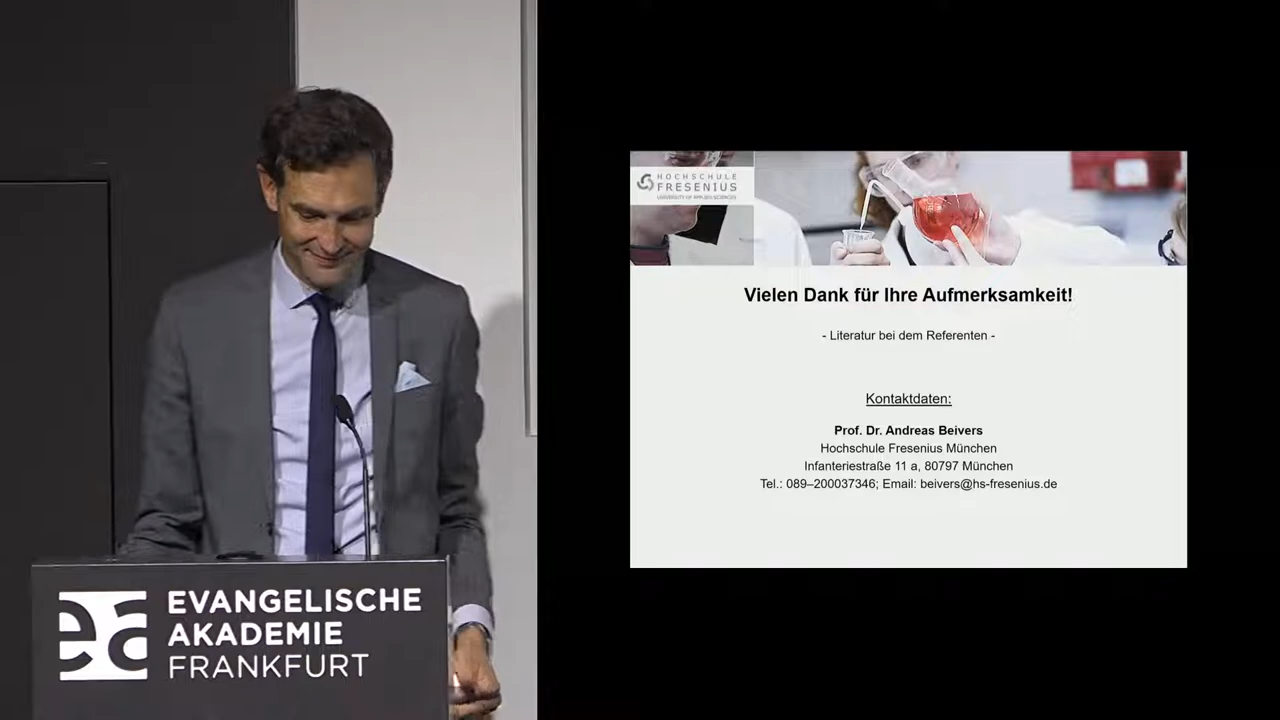 EVANGELISCHE
AKADEMIE
FRANKFURT
ea
HOCHSCHULE
FRESENIUS
UNIVERSITY OF APPLIED SCIENCES
Vielen Dank für Ihre Aufmerksamkeit!
- Literatur bei dem Referenten -
Kontaktdaten:
Prof. Dr. Andreas Beivers
Hochschule Fresenius München
Infanteriestraße 11 a, 80797 München
Tel.: 089–200037346; Email: beivers@hs-fresenius.de